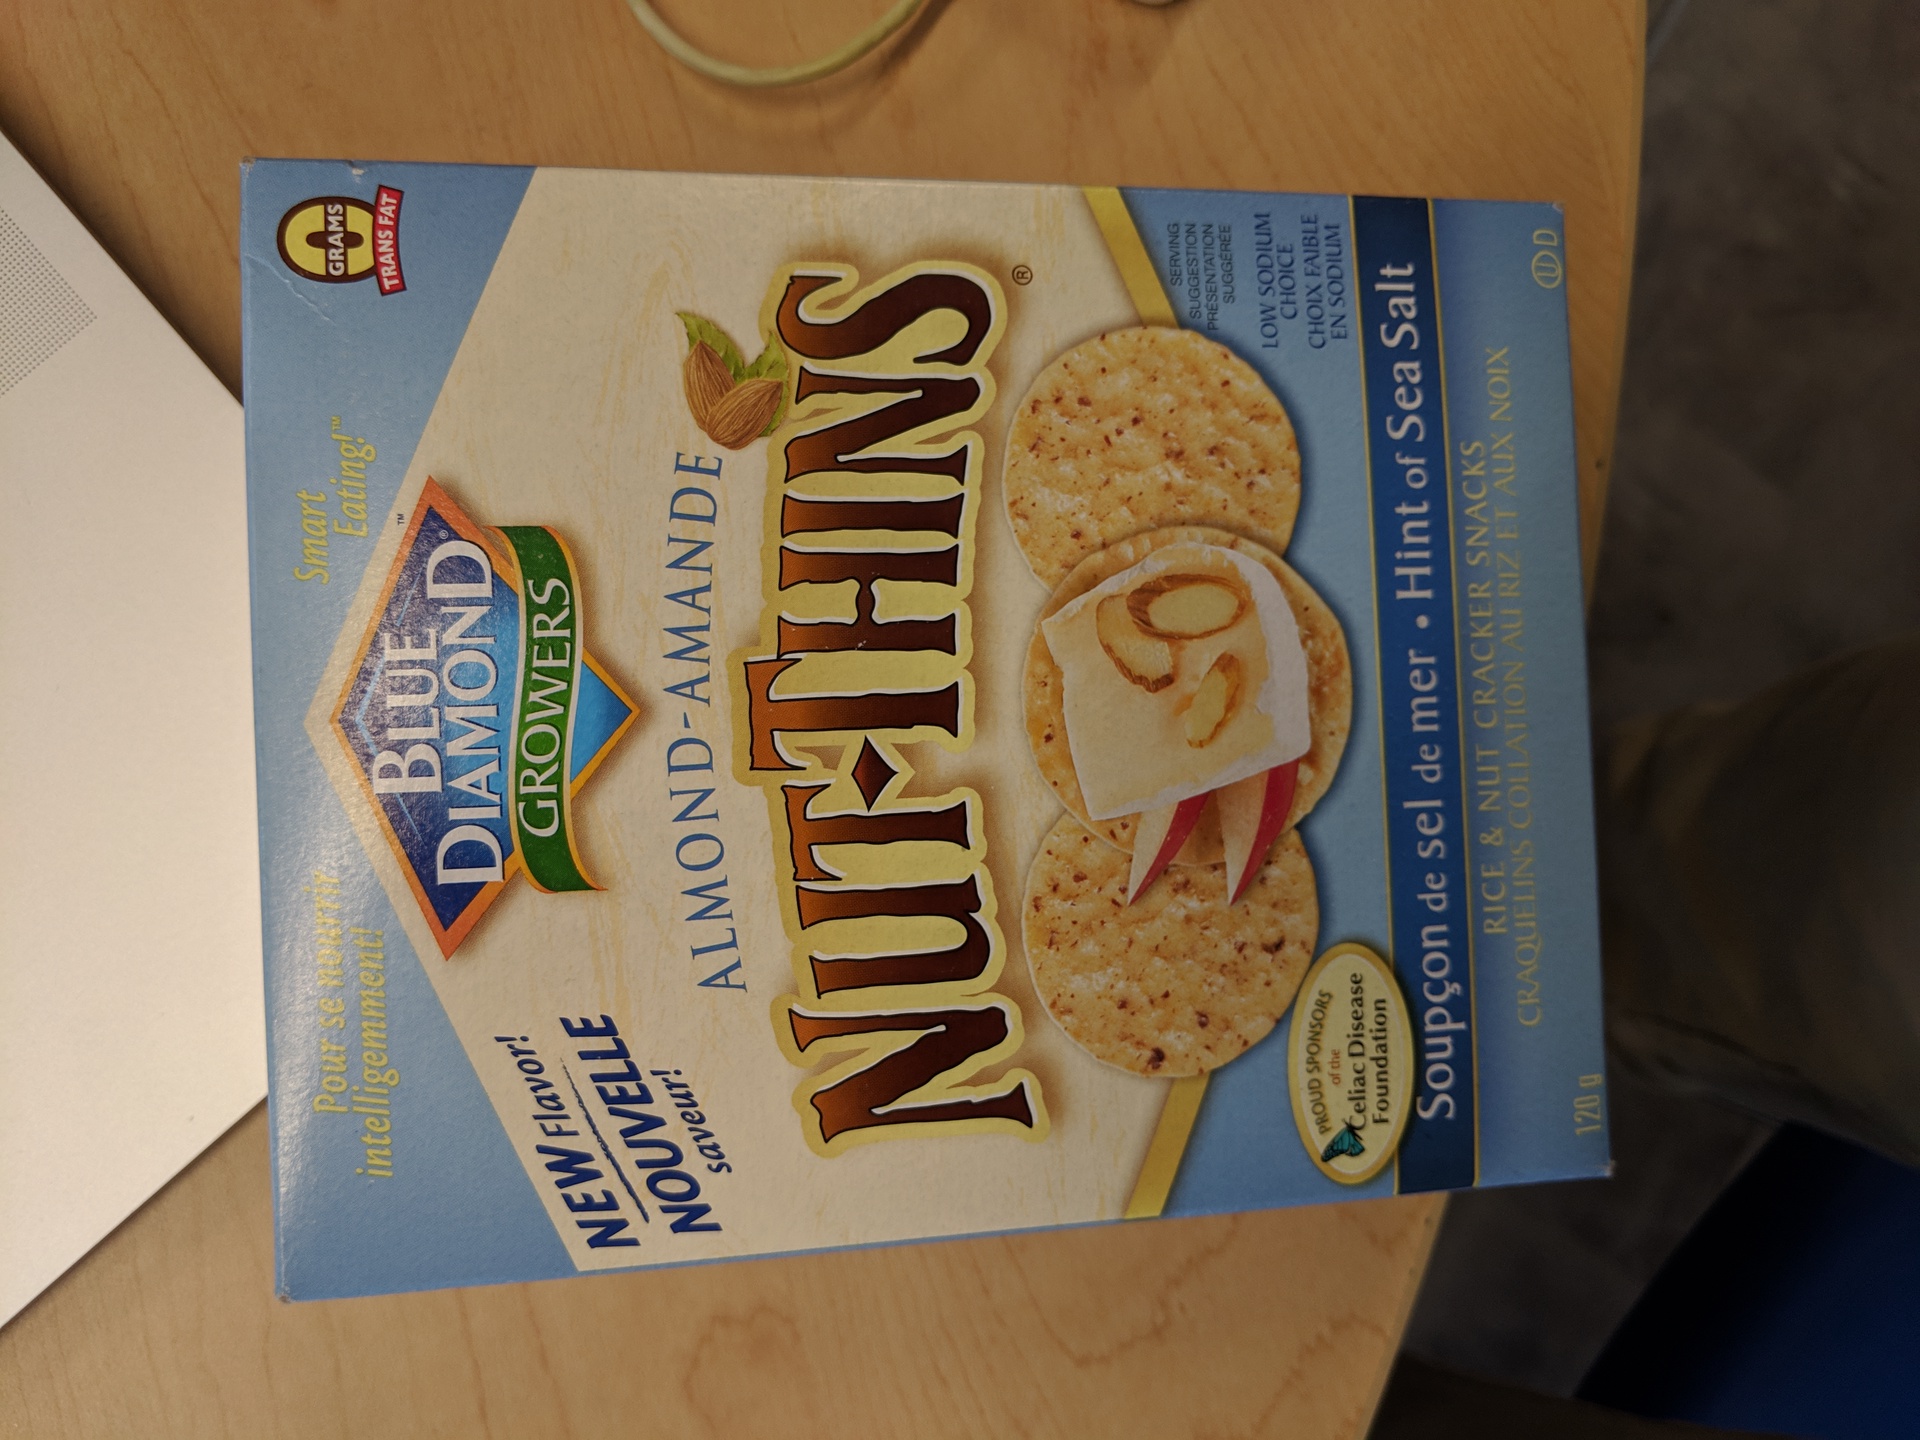 Pour se nourrir
intelligemment!
Smart
Eating!™
0
GRAMS
TRANS FAT
BLUE
DIAMOND®
GROWERS
™
NEW Flavor!
NOUVELLE
saveur!
ALMOND-AMANDE
NUT-THINS
®
SERVING
SUGGESTION
PRÉSENTATION
SUGGÉRÉE
LOW SODIUM
CHOICE
CHOIX FAIBLE
EN SODIUM
PROUD SPONSORS
of the
Celiac Disease
Foundation
Soupçon de sel de mer • Hint of Sea Salt
RICE & NUT CRACKER SNACKS
CRAQUELINS COLLATION AU RIZ ET AUX NOIX
120 g
U D